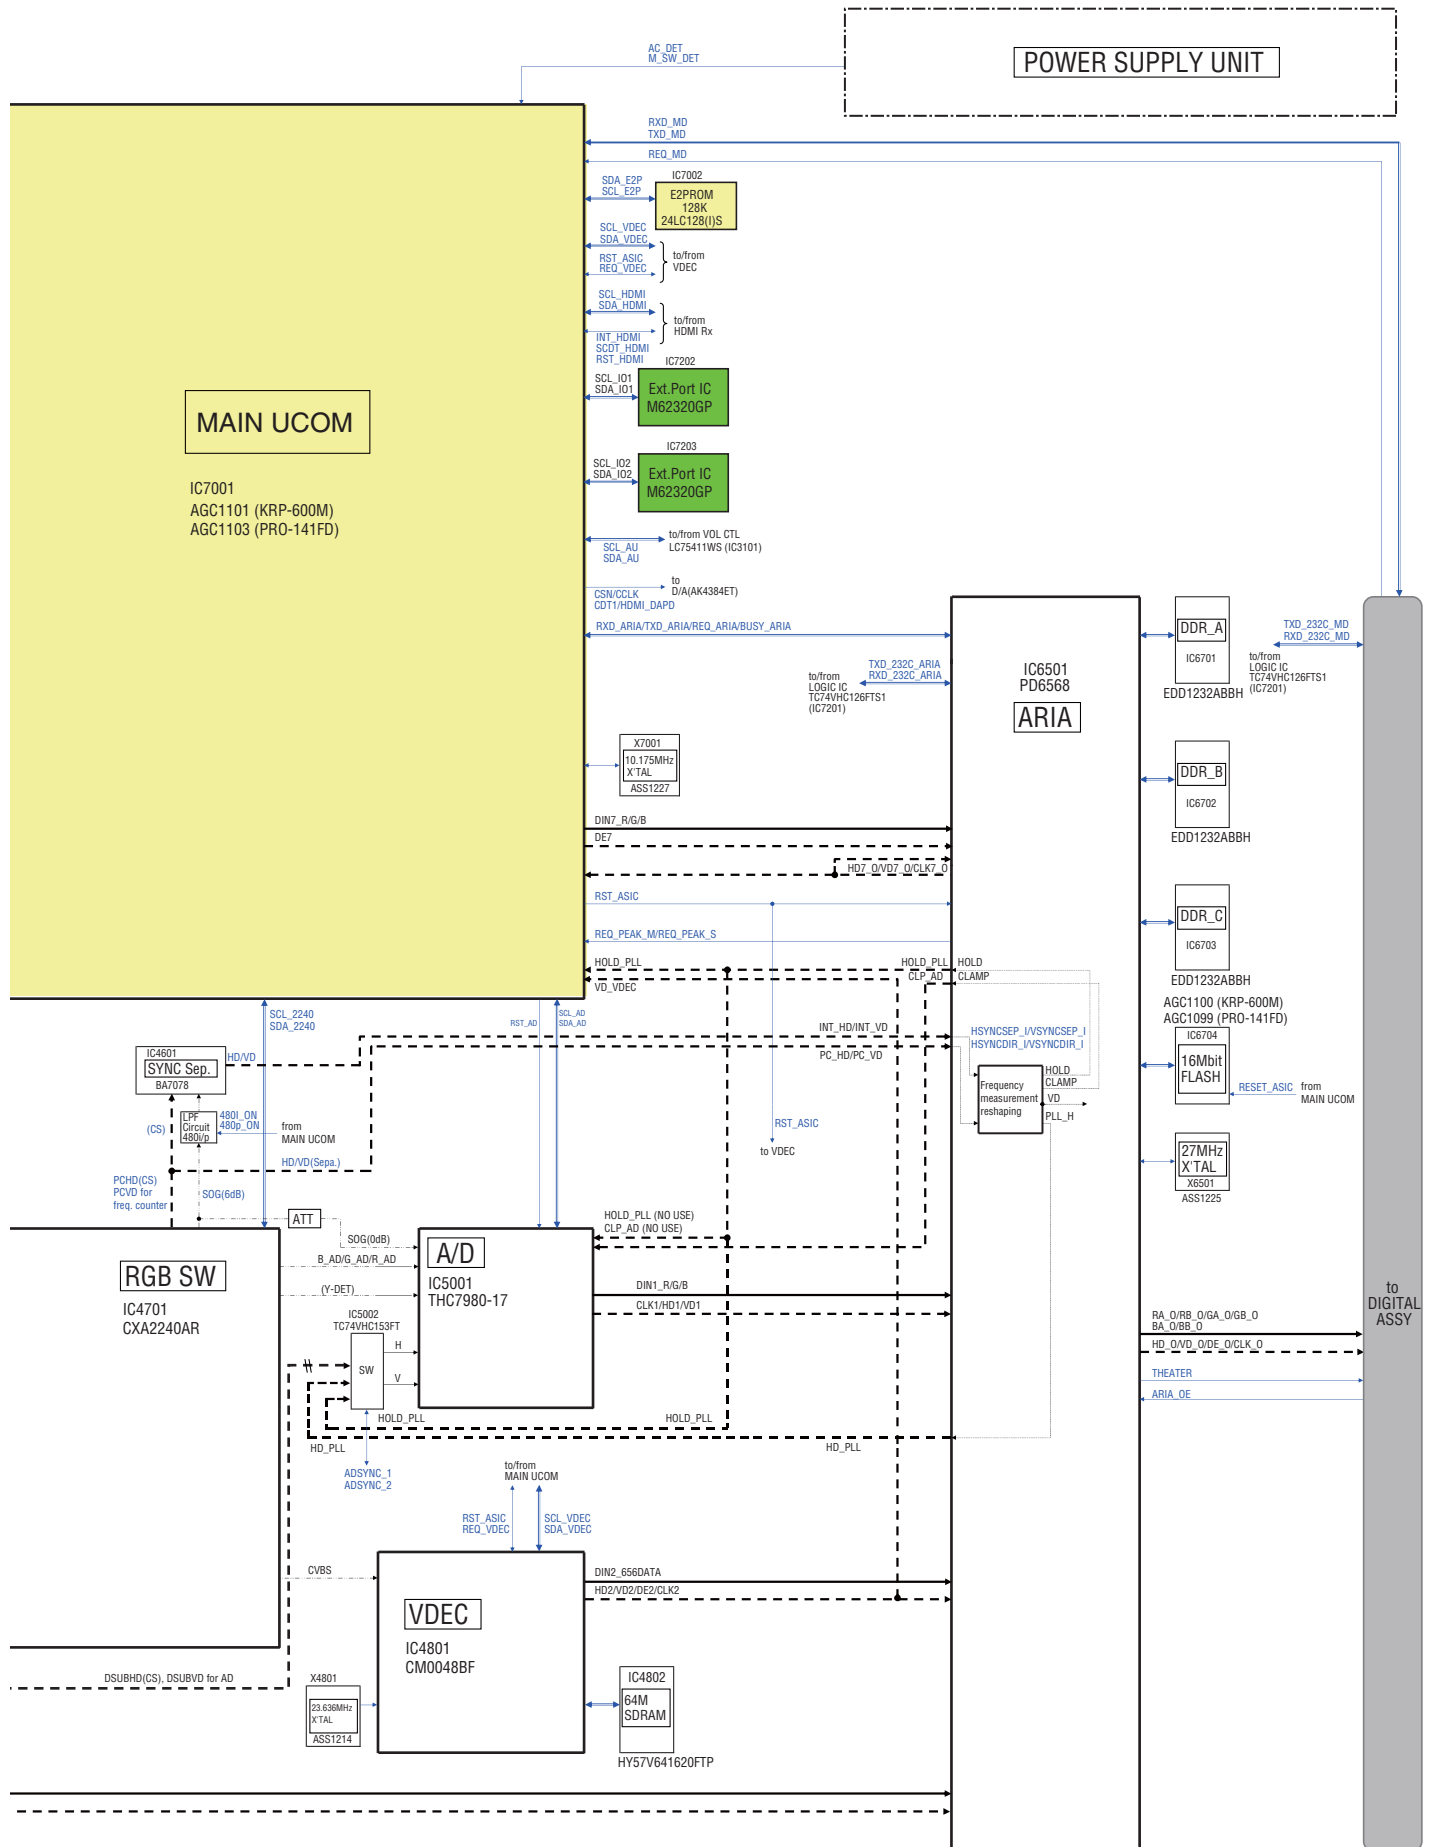 AC_DET
M_SW_DET
POWER SUPPLY UNIT
RXD_MD
TXD_MD
REQ_MD
SDA_E2P
SCL_E2P
IC7002
E2PROM
128K
24LC128(I)S
SCL_VDEC
SDA_VDEC
RST_ASIC
REQ_VDEC
to/from
VDEC
SCL_HDMI
SDA_HDMI
to/from
HDMI Rx
INT_HDMI
SCDT_HDMI
RST_HDMI
IC7202
SCL_IO1
SDA_IO1
Ext.Port IC
M62320GP
MAIN UCOM
IC7203
SCL_IO2
SDA_IO2
Ext.Port IC
M62320GP
IC7001
AGC1101 (KRP-600M)
AGC1103 (PRO-141FD)
SCL_AU
SDA_AU
to/from VOL CTL
LC75411WS (IC3101)
CSN/CCLK
CDT1/HDMI_DAPD
to
D/A(AK4384ET)
RXD_ARIA/TXD_ARIA/REQ_ARIA/BUSY_ARIA
TXD_232C_ARIA
RXD_232C_ARIA
to/from
LOGIC IC
TC74VHC126FTS1
(IC7201)
IC6501
PD6568
ARIA
DDR_A
IC6701
EDD1232ABBH
TXD_232C_MD
RXD_232C_MD
to/from
LOGIC IC
TC74VHC126FTS1
(IC7201)
X7001
10.175MHz
X'TAL
ASS1227
DDR_B
IC6702
EDD1232ABBH
DIN7_R/G/B
DE7
HD7_O/VD7_O/CLK7_O
RST_ASIC
DDR_C
IC6703
EDD1232ABBH
REQ_PEAK_M/REQ_PEAK_S
HOLD_PLL
VD_VDEC
HOLD_PLL
CLP_AD
HOLD
CLAMP
AGC1100 (KRP-600M)
AGC1099 (PRO-141FD)
IC6704
16Mbit
FLASH
RESET_ASIC
from
MAIN UCOM
SCL_2240
SDA_2240
RST_AD
SCL_AD
SDA_AD
INT_HD/INT_VD
PC_HD/PC_VD
HSYNCSEP_I/VSYNCSEP_I
HSYNCDIR_I/VSYNCDIR_I
IC4601
SYNC Sep.
BA7078
HD/VD
Frequency
measurement
reshaping
HOLD
CLAMP
VD
PLL_H
(CS)
LPF
Circuit
480i/p
480I_ON
480p_ON
from
MAIN UCOM
RST_ASIC
to VDEC
27MHz
X'TAL
X6501
ASS1225
HD/VD(Sepa.)
PCHD(CS)
PCVD for
freq. counter
SOG(6dB)
ATT
SOG(0dB)
B_AD/G_AD/R_AD
(Y-DET)
A/D
IC5001
THC7980-17
HOLD_PLL (NO USE)
CLP_AD (NO USE)
DIN1_R/G/B
CLK1/HD1/VD1
RGB SW
IC4701
CXA2240AR
IC5002
TC74VHC153FT
SW
H
V
to
DIGITAL
ASSY
RA_O/RB_O/GA_O/GB_O
BA_O/BB_O
HD_O/VD_O/DE_O/CLK_O
THEATER
ARIA_OE
HOLD_PLL
HOLD_PLL
HD_PLL
HD_PLL
ADSYNC_1
ADSYNC_2
to/from
MAIN UCOM
RST_ASIC
REQ_VDEC
SCL_VDEC
SDA_VDEC
CVBS
VDEC
IC4801
CM0048BF
DIN2_656DATA
HD2/VD2/DE2/CLK2
DSUBHD(CS), DSUBVD for AD
X4801
23.636MHz
X'TAL
ASS1214
IC4802
64M
SDRAM
HY57V641620FTP